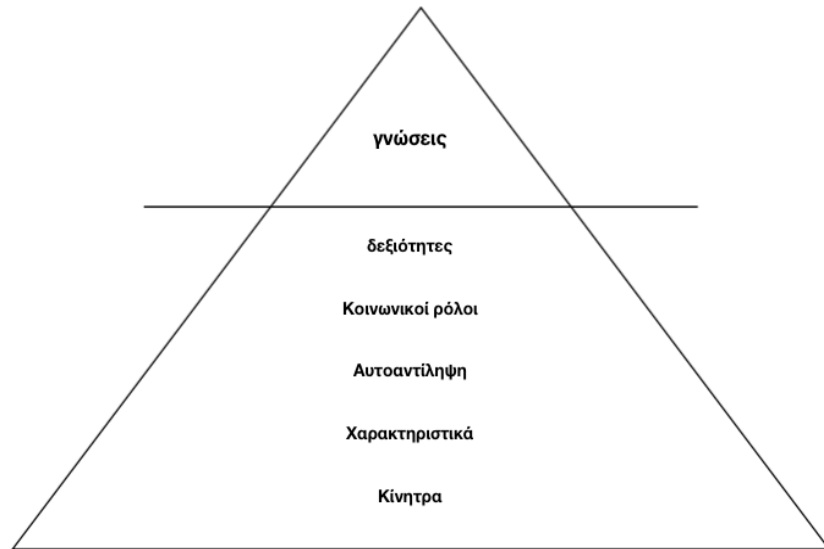 γνώσεις
δεξιότητες
Κοινωνικοί ρόλοι
Αυτοαντίληψη
Χαρακτηριστικά
Κίνητρα